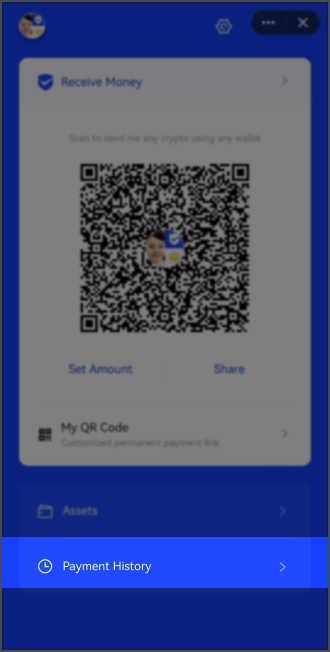 Receive Money
Scan to send me any crypto using any wallet
Set Amount
Share
My QR Code
Customized permanent payment link
Assets
Payment History